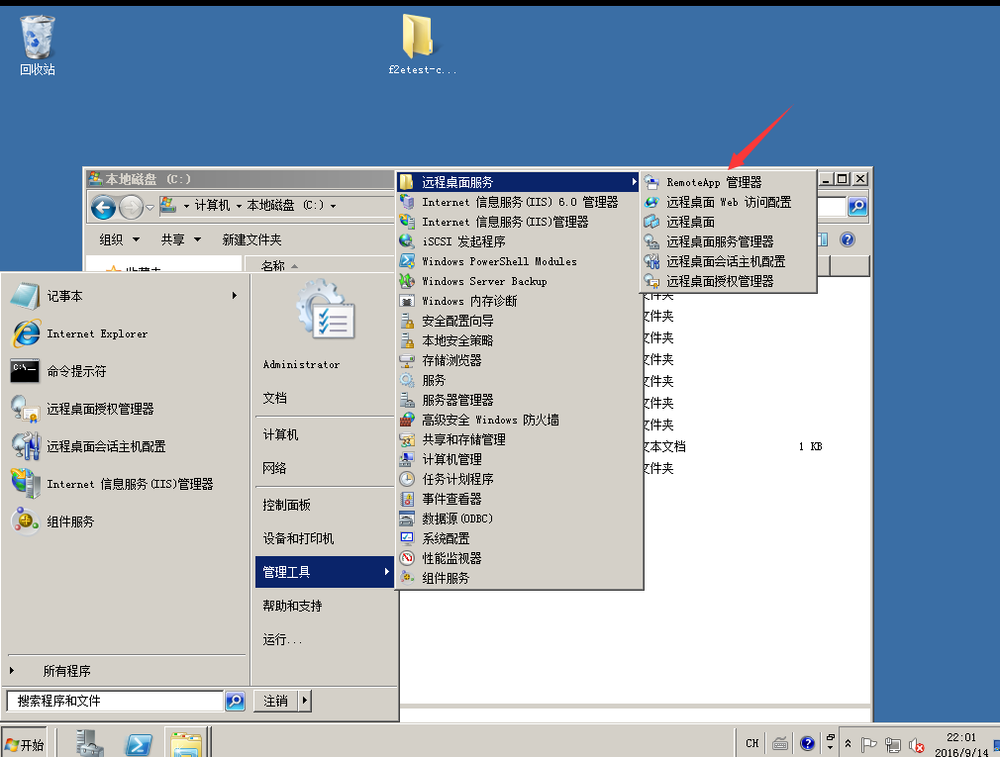 回收站
f2etest-c...
本地磁盘 (C:)
计算机
本地磁盘 (C:)
组织
共享
新建文件夹
名称
文件夹
文件夹
文件夹
文件夹
文件夹
文件夹
文本文档
1 KB
文件夹
记事本
Internet Explorer
命令提示符
远程桌面授权管理器
远程桌面会话主机配置
Internet 信息服务(IIS)管理器
组件服务
所有程序
搜索程序和文件
Administrator
文档
计算机
网络
控制面板
设备和打印机
管理工具
帮助和支持
运行...
注销
远程桌面服务
Internet 信息服务(IIS) 6.0 管理器
Internet 信息服务(IIS)管理器
iSCSI 发起程序
Windows PowerShell Modules
Windows Server Backup
Windows 内存诊断
安全配置向导
本地安全策略
存储浏览器
服务
服务器管理器
高级安全 Windows 防火墙
共享和存储管理
计算机管理
任务计划程序
事件查看器
数据源(ODBC)
系统配置
性能监视器
组件服务
RemoteApp 管理器
远程桌面 Web 访问配置
远程桌面
远程桌面服务管理器
远程桌面会话主机配置
远程桌面授权管理器
开始
CH
22:01
2016/9/14